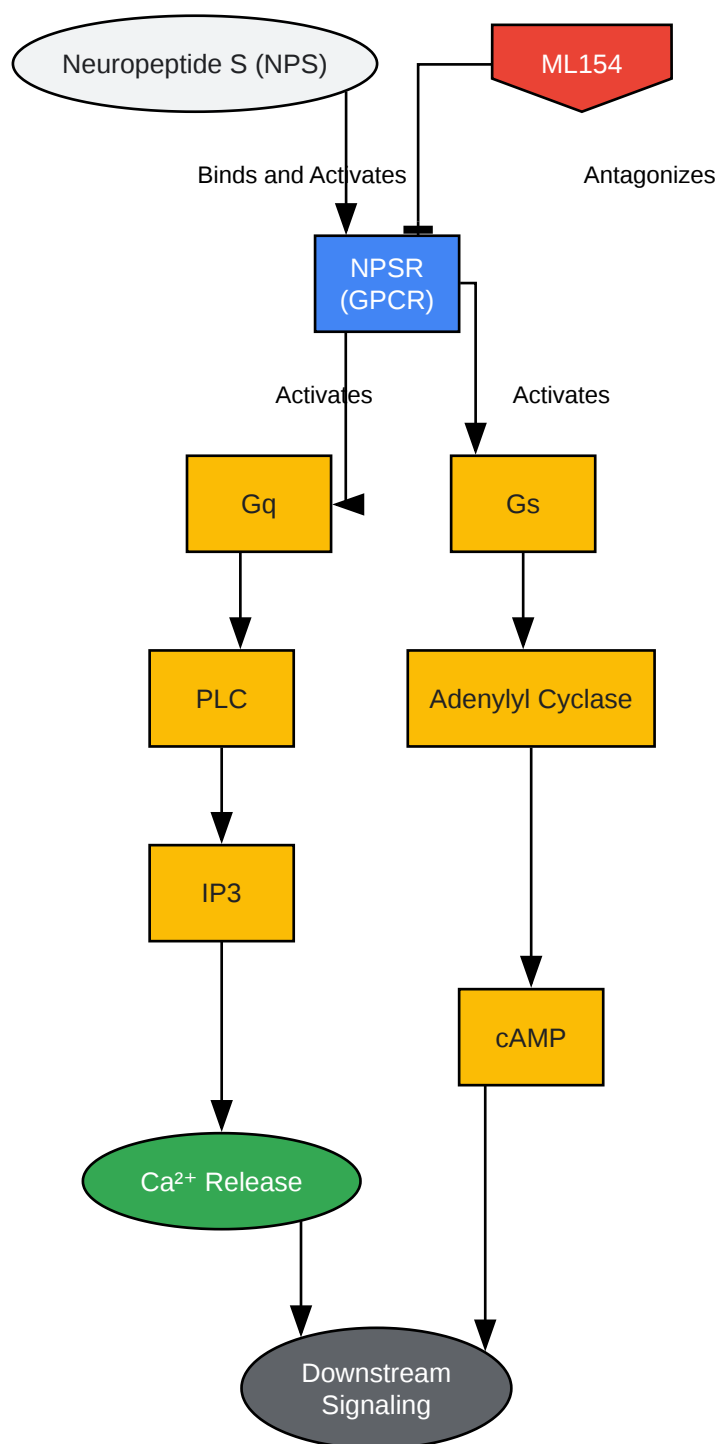 Neuropeptide S (NPS)
ML154
Binds and Activates
Antagonizes
NPSR
(GPCR)
Activates
Activates
Gq
Gs
PLC
Adenylyl Cyclase
IP3
cAMP
Ca²⁺ Release
Downstream
Signaling